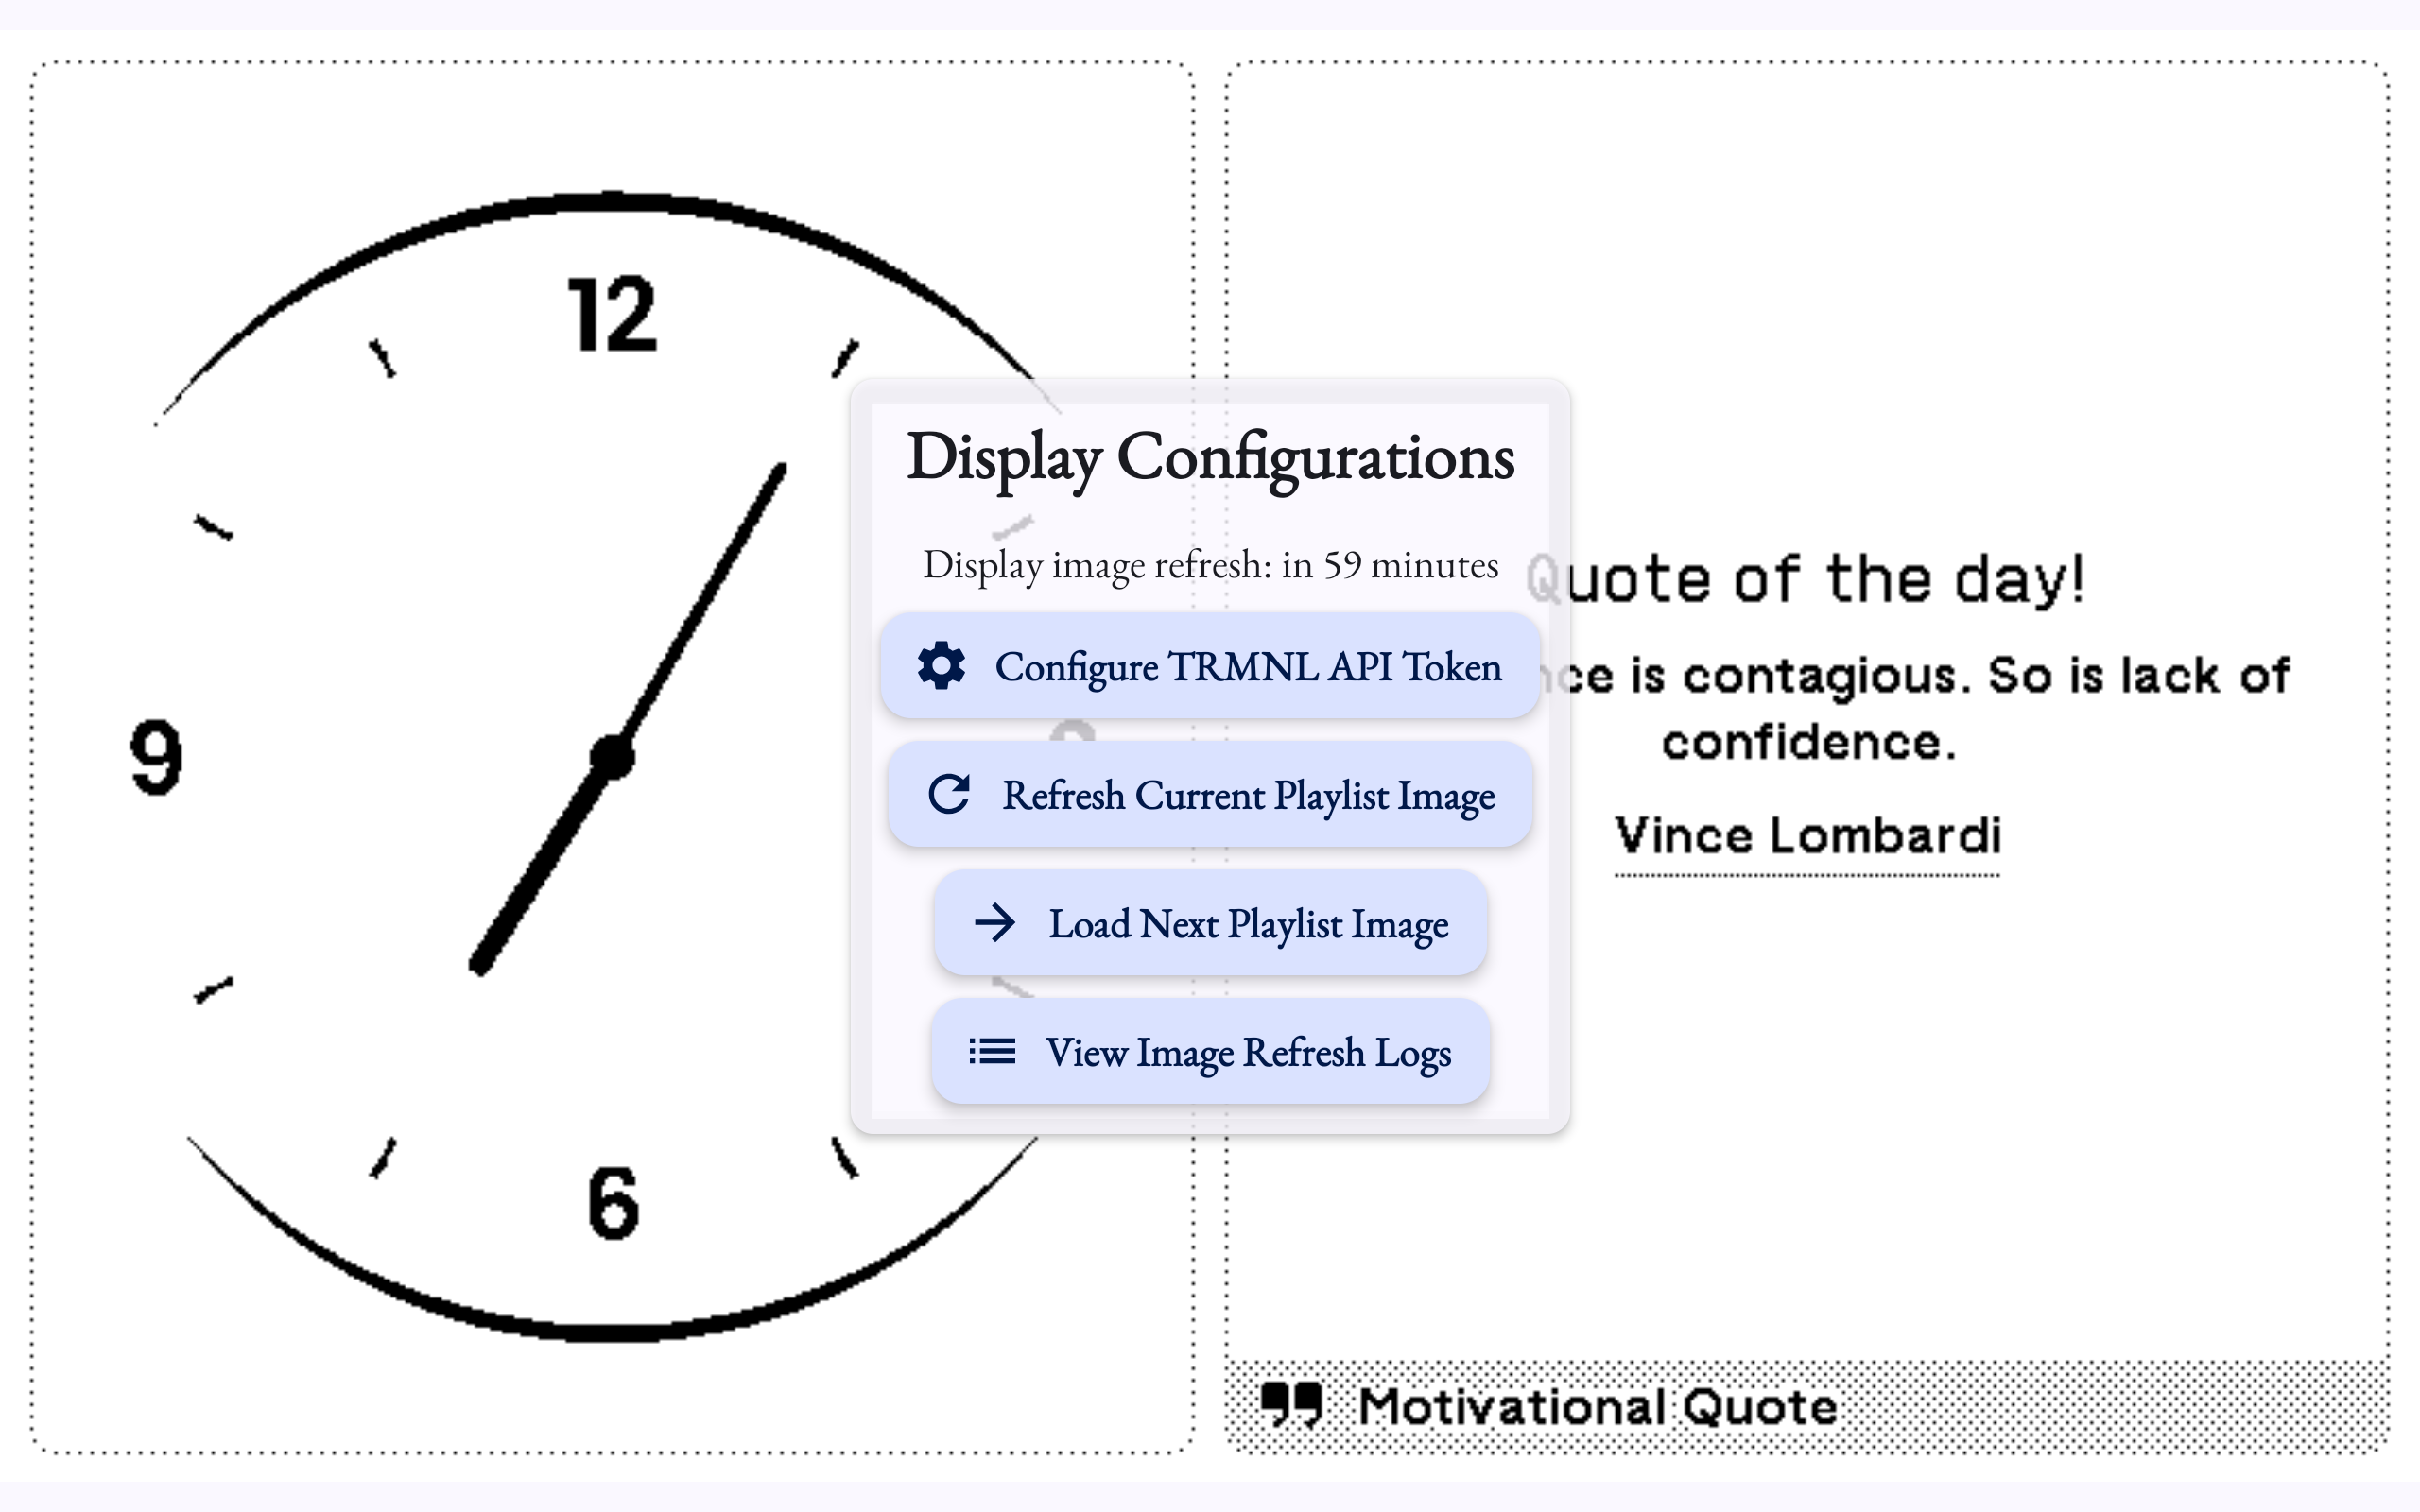 12
9
6
Display Configurations
Display image refresh: in 59 minutes
Configure TRMNL API Token
Refresh Current Playlist Image
Load Next Playlist Image
View Image Refresh Logs
Quote of the day!
is contagious. So is lack of
confidence.
Vince Lombardi
Motivational Quote